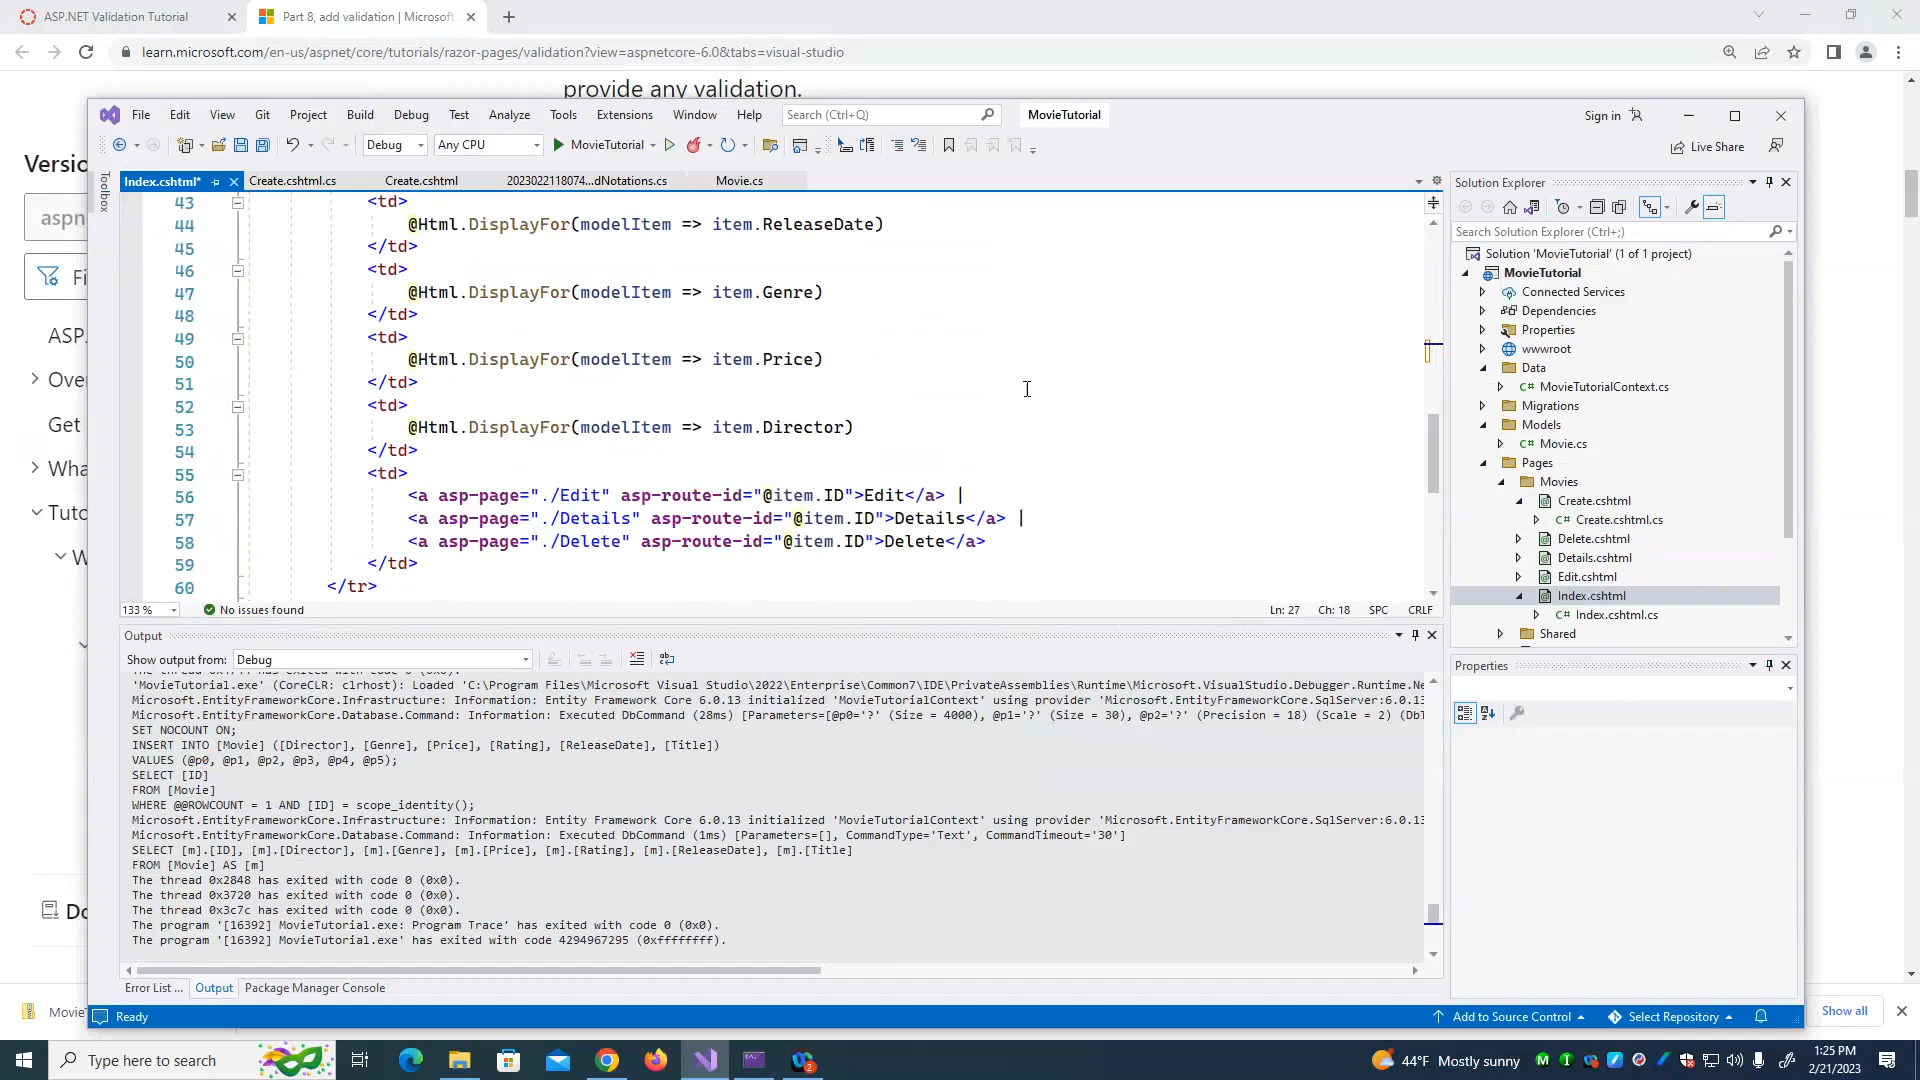 ASP.NET Validation Tutorial
Part 8, add validation | Microsoft
learn.microsoft.com/en-us/aspnet/core/tutorials/razor-pages/validation?view=aspnetcore-6.0&tabs=visual-studio
provide any validation.
File Edit View Git Project Build Debug Test Analyze Tools Extensions Window Help
Search (Ctrl+Q)
MovieTutorial
Sign in
Debug
Any CPU
MovieTutorial
Live Share
Versio
aspn
Fi
ASP.
Ove
Get
Wha
Tuto
W
Do
Toolbox
Index.cshtml*
Create.cshtml.cs
Create.cshtml
2023022118074...dNotations.cs
Movie.cs
43 <td>
44 @Html.DisplayFor(modelItem => item.ReleaseDate)
45 </td>
46 <td>
47 @Html.DisplayFor(modelItem => item.Genre)
48 </td>
49 <td>
50 @Html.DisplayFor(modelItem => item.Price)
51 </td>
52 <td>
53 @Html.DisplayFor(modelItem => item.Director)
54 </td>
55 <td>
56 <a asp-page="./Edit" asp-route-id="@item.ID">Edit</a> |
57 <a asp-page="./Details" asp-route-id="@item.ID">Details</a> |
58 <a asp-page="./Delete" asp-route-id="@item.ID">Delete</a>
59 </td>
60 </tr>
133 %
No issues found
Ln: 27 Ch: 18 SPC CRLF
Output
Show output from: Debug
'MovieTutorial.exe' (CoreCLR: clrhost): Loaded 'C:\Program Files\Microsoft Visual Studio\2022\Enterprise\Common7\IDE\PrivateAssemblies\Runtime\Microsoft.VisualStudio.Debugger.Runtime.Ne
Microsoft.EntityFrameworkCore.Infrastructure: Information: Entity Framework Core 6.0.13 initialized 'MovieTutorialContext' using provider 'Microsoft.EntityFrameworkCore.SqlServer:6.0.13
Microsoft.EntityFrameworkCore.Database.Command: Information: Executed DbCommand (28ms) [Parameters=[@p0='?' (Size = 4000), @p1='?' (Size = 30), @p2='?' (Precision = 18) (Scale = 2) (DbT
SET NOCOUNT ON;
INSERT INTO [Movie] ([Director], [Genre], [Price], [Rating], [ReleaseDate], [Title])
VALUES (@p0, @p1, @p2, @p3, @p4, @p5);
SELECT [ID]
FROM [Movie]
WHERE @@ROWCOUNT = 1 AND [ID] = scope_identity();
Microsoft.EntityFrameworkCore.Infrastructure: Information: Entity Framework Core 6.0.13 initialized 'MovieTutorialContext' using provider 'Microsoft.EntityFrameworkCore.SqlServer:6.0.13
Microsoft.EntityFrameworkCore.Database.Command: Information: Executed DbCommand (1ms) [Parameters=[], CommandType='Text', CommandTimeout='30']
SELECT [m].[ID], [m].[Director], [m].[Genre], [m].[Price], [m].[Rating], [m].[ReleaseDate], [m].[Title]
FROM [Movie] AS [m]
The thread 0x2848 has exited with code 0 (0x0).
The thread 0x3720 has exited with code 0 (0x0).
The thread 0x3c7c has exited with code 0 (0x0).
The program '[16392] MovieTutorial.exe: Program Trace' has exited with code 0 (0x0).
The program '[16392] MovieTutorial.exe' has exited with code 4294967295 (0xffffffff).
Error List ...
Output
Package Manager Console
Solution Explorer
Search Solution Explorer (Ctrl+;)
Solution 'MovieTutorial' (1 of 1 project)
MovieTutorial
Connected Services
Dependencies
Properties
wwwroot
Data
C# MovieTutorialContext.cs
Migrations
Models
C# Movie.cs
Pages
Movies
Create.cshtml
C# Create.cshtml.cs
Delete.cshtml
Details.cshtml
Edit.cshtml
Index.cshtml
C# Index.cshtml.cs
Shared
Properties
Ready
Add to Source Control
Select Repository
Movie
Show all
Type here to search
44°F Mostly sunny
1:25 PM
2/21/2023